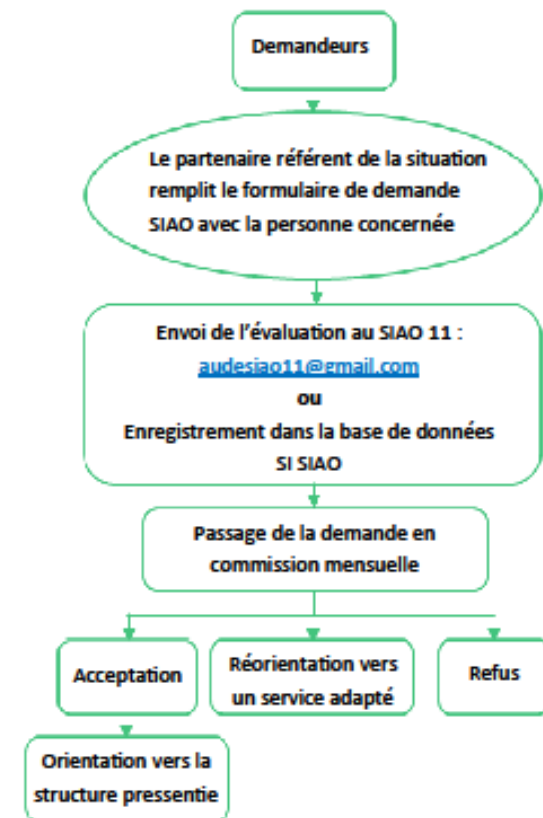 Demandeurs
Le partenaire référent de la situation
remplit le formulaire de demande
SIAO avec la personne concernée
Envoi de l'évaluation au SIAO 11 :
audesiao11@gmail.com
ou
Enregistrement dans la base de données
SI SIAO
Passage de la demande en
commission mensuelle
Acceptation
Réorientation vers
un service adapté
Refus
Orientation vers la
structure pressentie